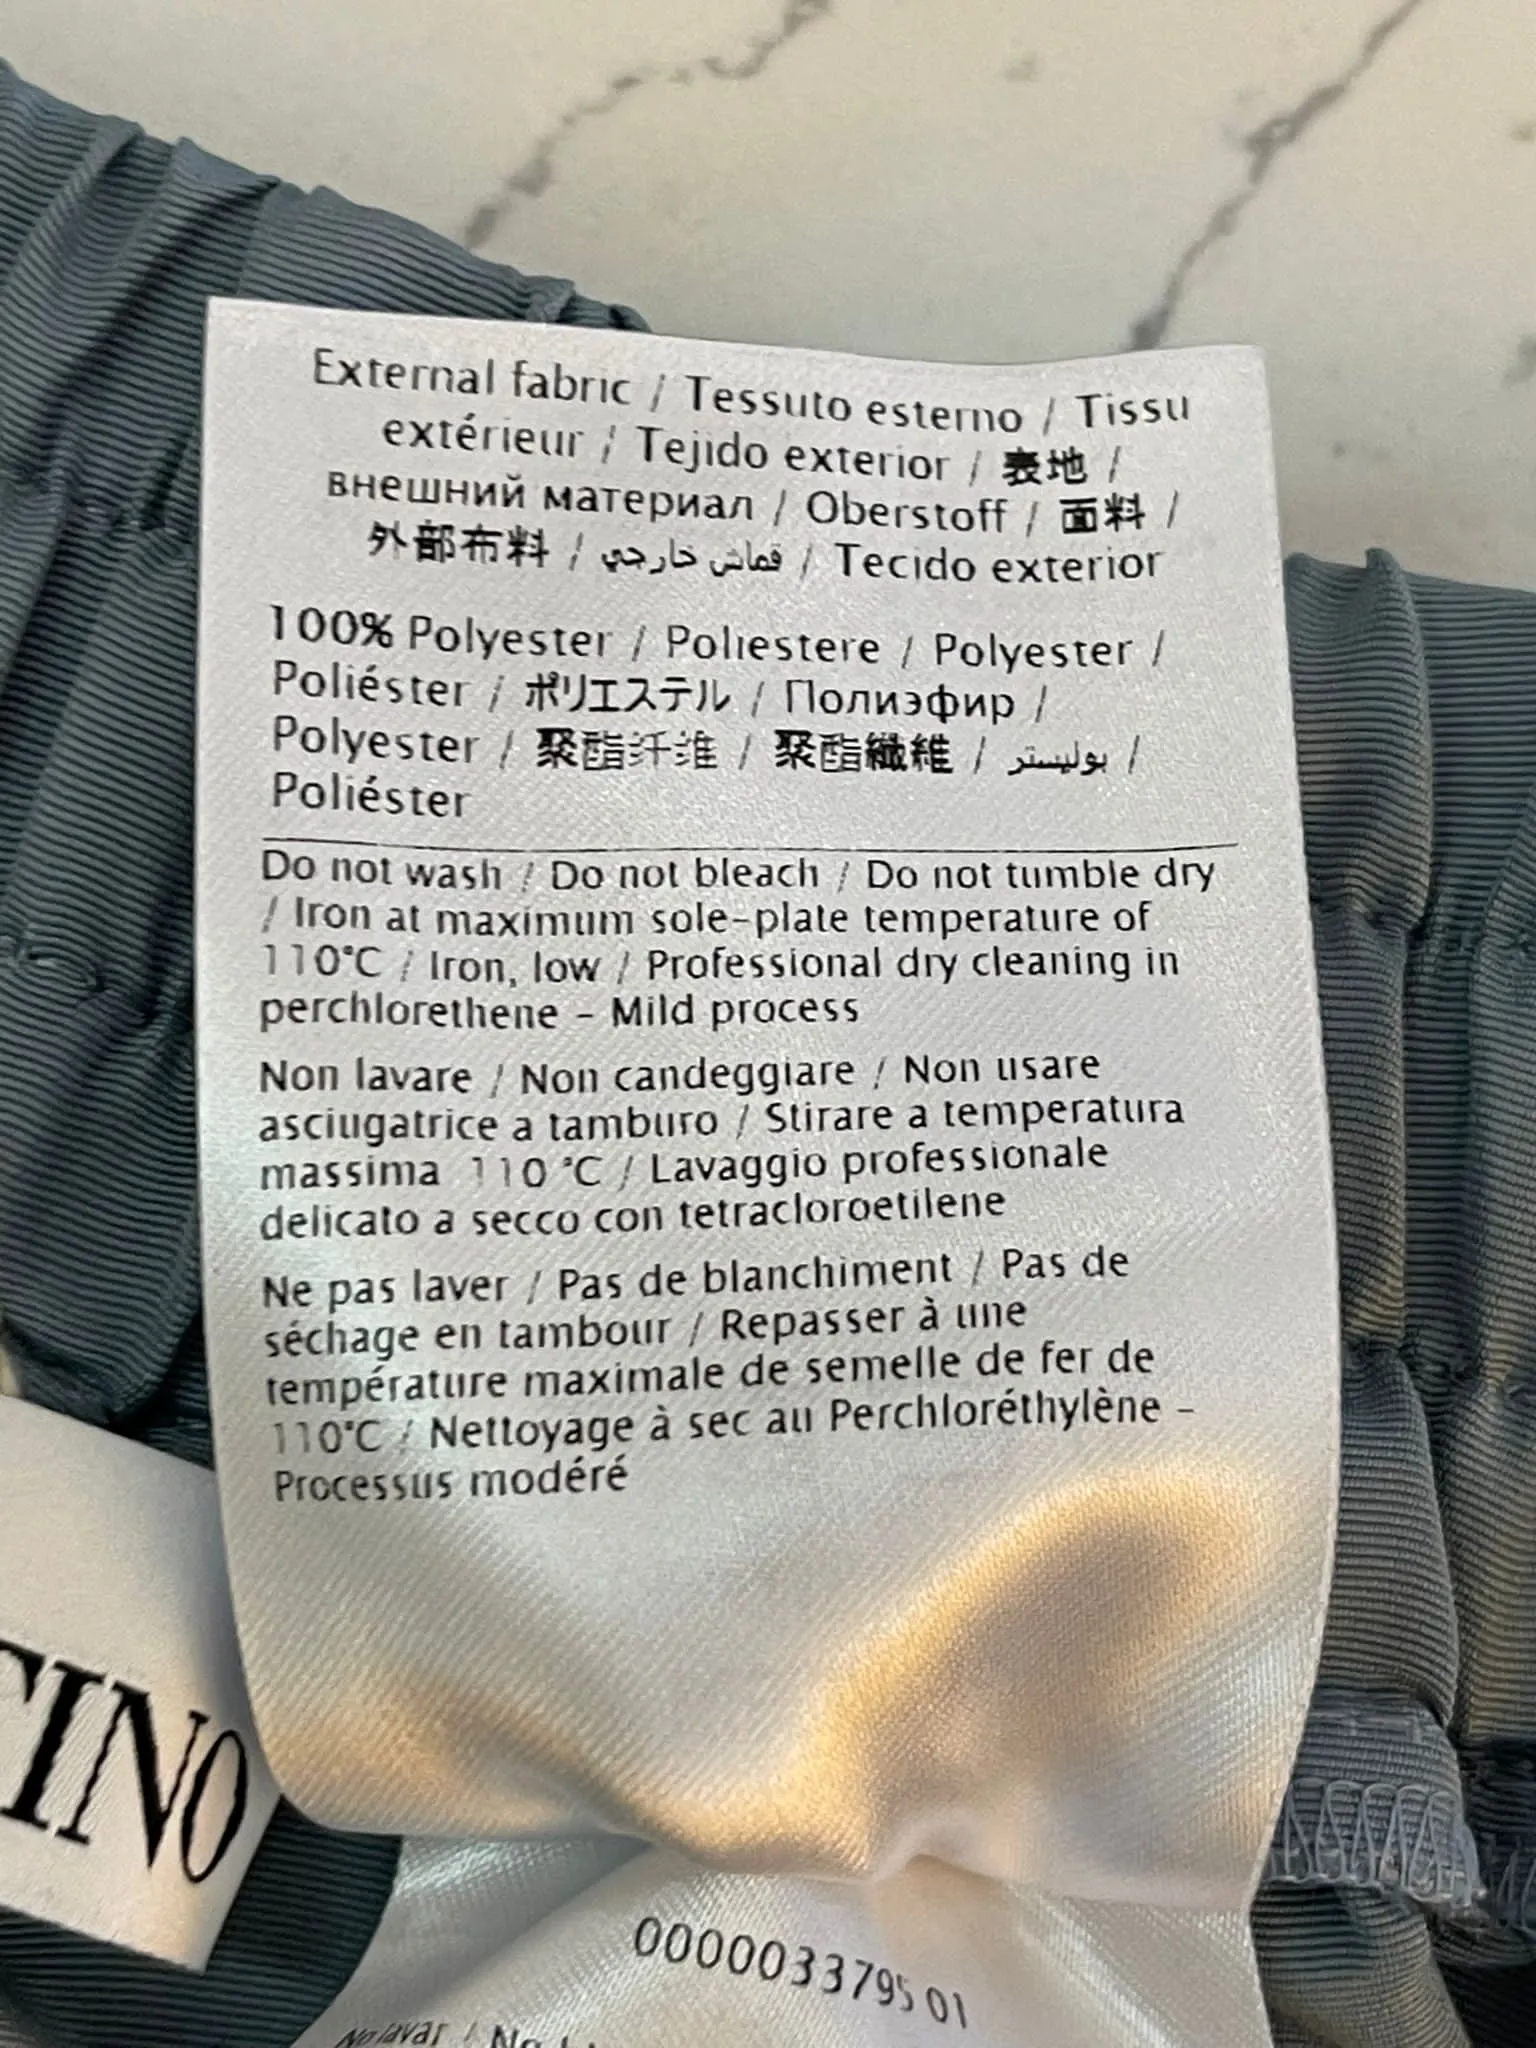 External fabric / Tessuto esterno / Tissu
extérieur / Tejido exterior / 表地 /
внешний материал / Oberstoff / 面料 /
外部布料 / قماش خارجي / Tecido exterior
100% Polyester / Poliestere / Polyester /
Poliéster / ポリエステル / Полиэфир /
Polyester / 聚酯纤维 / 聚酯纖維 / بوليستر /
Poliéster
Do not wash / Do not bleach / Do not tumble dry
/ Iron at maximum sole-plate temperature of
110°C / Iron, low / Professional dry cleaning in
perchlorethene - Mild process
Non lavare / Non candeggiare / Non usare
asciugatrice a tamburo / Stirare a temperatura
massima 110 °C / Lavaggio professionale
delicato a secco con tetracloroetilene
Ne pas laver / Pas de blanchiment / Pas de
séchage en tambour / Repasser à une
température maximale de semelle de fer de
110°C / Nettoyage à sec au Perchloréthylène -
Processus modéré
TINO
000003379501
No lavar / No